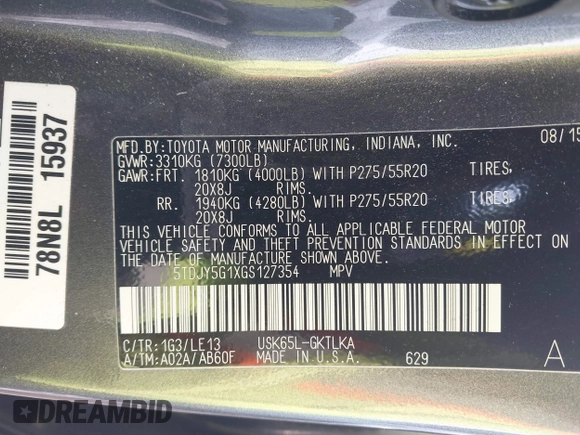 78N8L 15937
MFD.BY:TOYOTA MOTOR MANUFACTURING, INDIANA, INC. 08/15
GVWR:3310KG (7300LB)
GAWR:FRT. 1810KG (4000LB) WITH P275/55R20 TIRES,
20X8J RIMS.
RR. 1940KG (4280LB) WITH P275/55R20 TIRES,
20X8J RIMS.
THIS VEHICLE CONFORMS TO ALL APPLICABLE FEDERAL MOTOR
VEHICLE SAFETY AND THEFT PREVENTION STANDARDS IN EFFECT ON
THE DATE OF MANUFACTURE SHOWN ABOVE.
5TDJY5G1XGS127354 MPV
C/TR:1G3/LE13 USK65L-GKTLKA
A/TM:A02A/AB60F MADE IN U.S.A. 629 A
DREAMBID